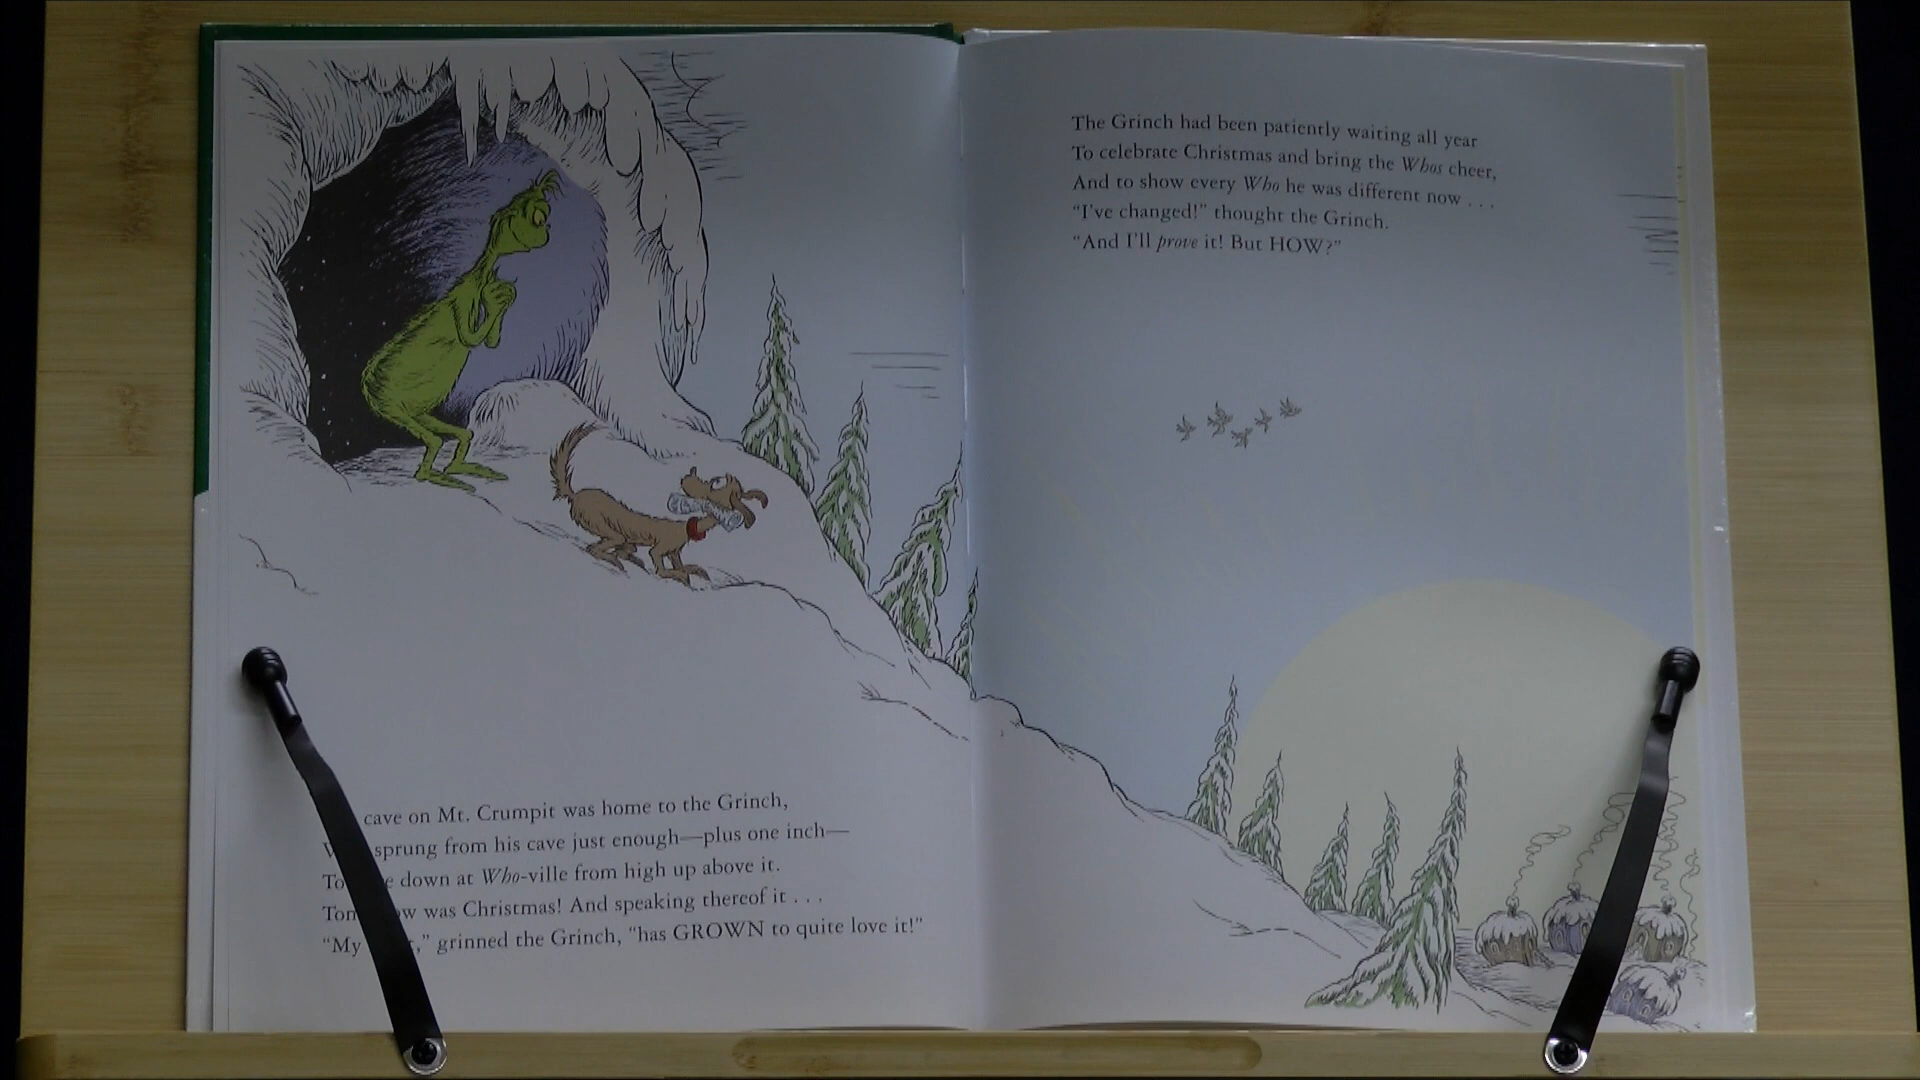 cave on Mt. Crumpit was home to the Grinch,
sprung from his cave just enough—plus one inch—
down at Who-ville from high up above it.
was Christmas! And speaking thereof it . . .
“My grinned the Grinch, “has GROWN to quite love it!”
The Grinch had been patiently waiting all year
To celebrate Christmas and bring the Whos cheer,
And to show every Who he was different now . . .
“I’ve changed!” thought the Grinch.
“And I’ll prove it! But HOW?”